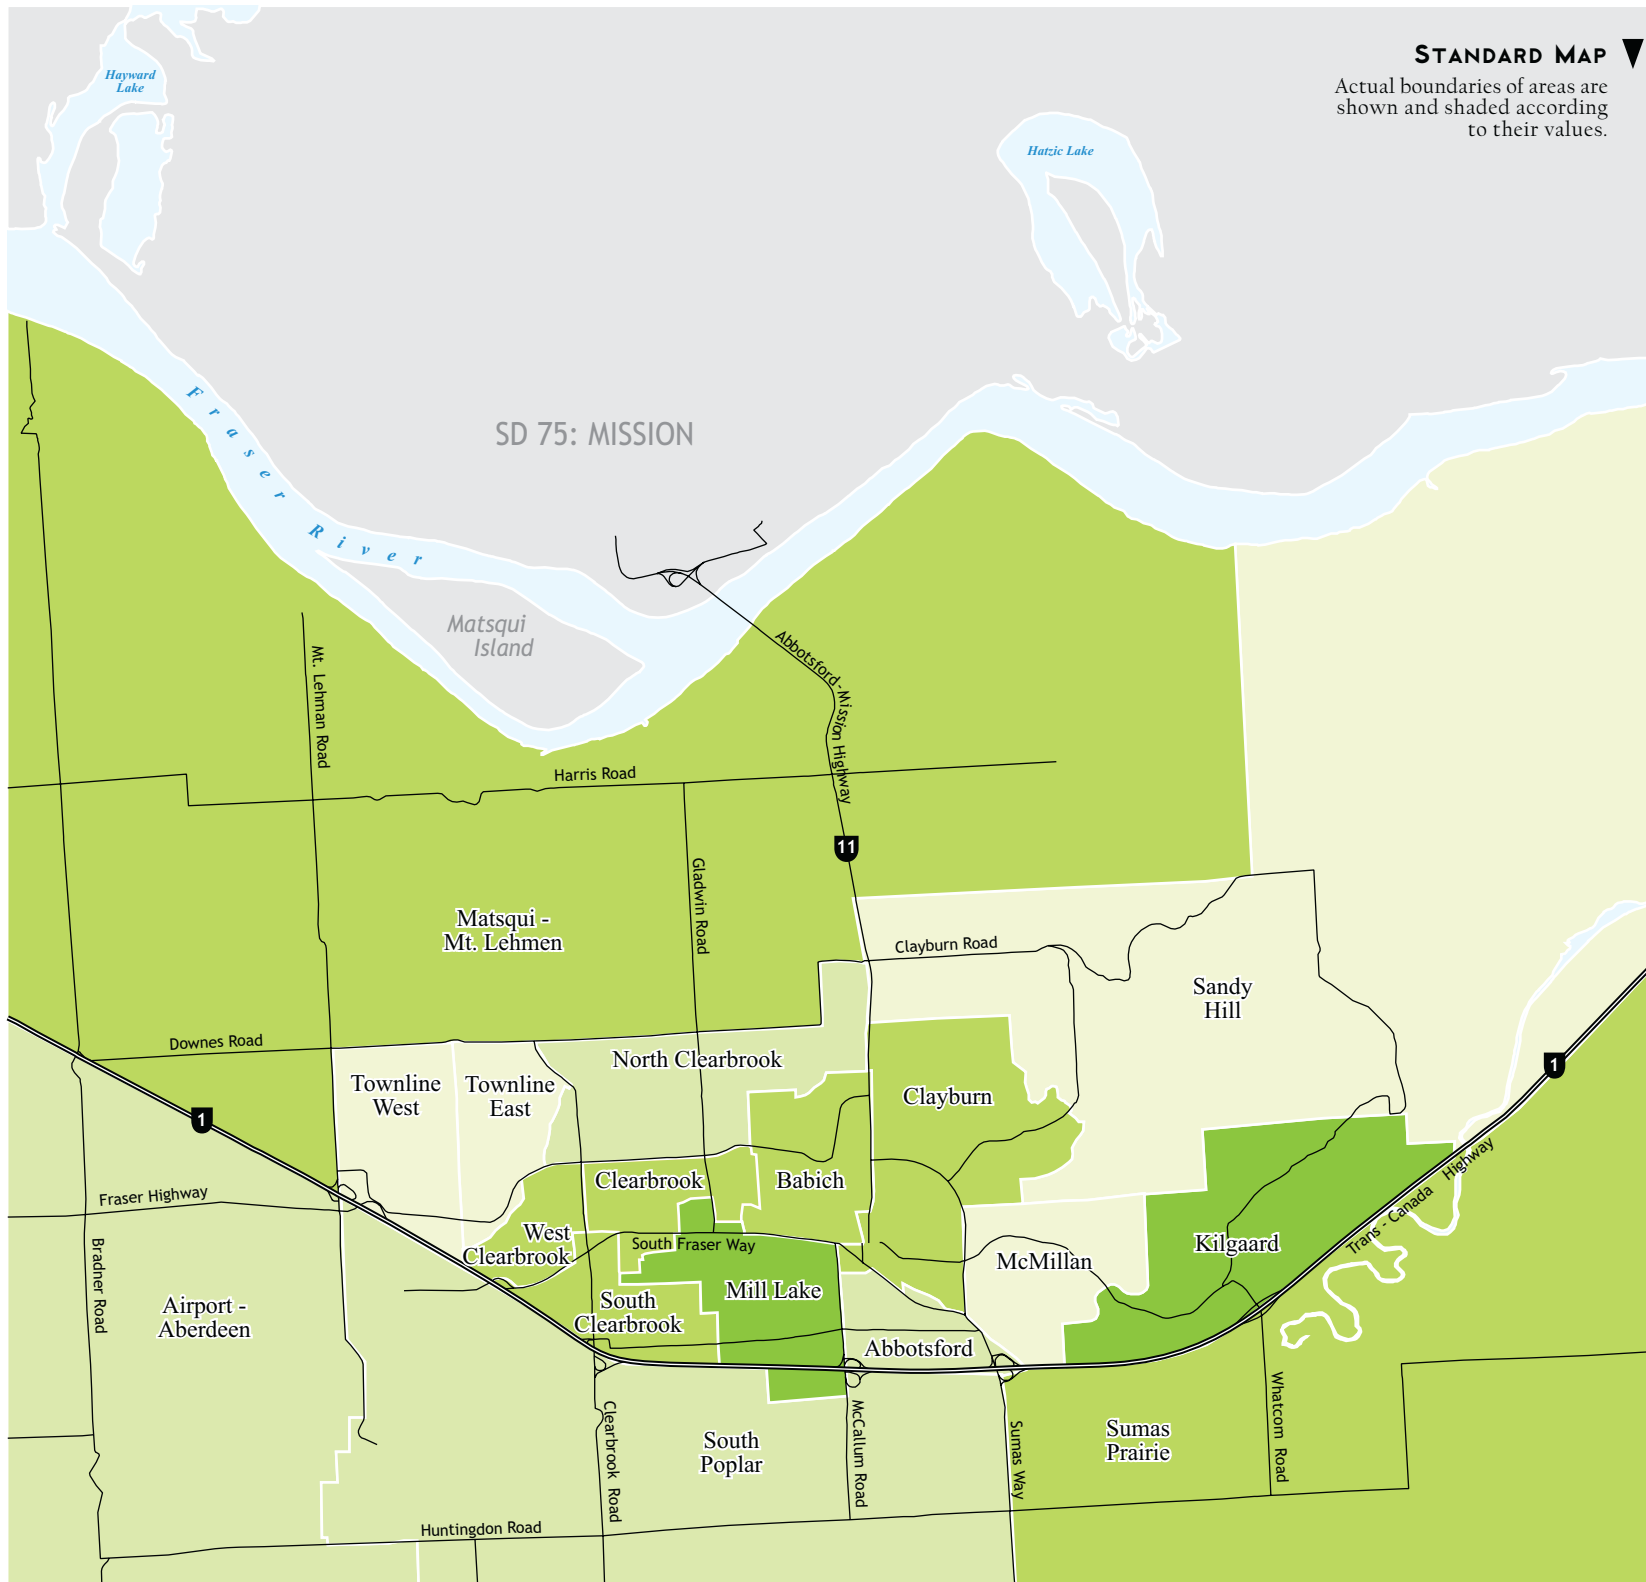 STANDARD MAP
Actual boundaries of areas are
shown and shaded according
to their values.
Hayward
Lake
Hatzic Lake
Fraser River
SD 75: MISSION
Matsqui
Island
Abbotsford-Mission Highway
Mt. Lehman Road
Harris Road
11
Gladwin Road
Matsqui -
Mt. Lehmen
Clayburn Road
Sandy
Hill
Downes Road
North Clearbrook
Townline
West
Townline
East
Clayburn
1
1
Clearbrook
Babich
Fraser Highway
Trans - Canada Highway
West
Clearbrook
South Fraser Way
Kilgaard
McMillan
Bradner Road
Airport -
Aberdeen
Mill Lake
South
Clearbrook
Abbotsford
Clearbrook Road
South
Poplar
McCallum Road
Sumas Way
Sumas
Prairie
Whatcom Road
Huntingdon Road